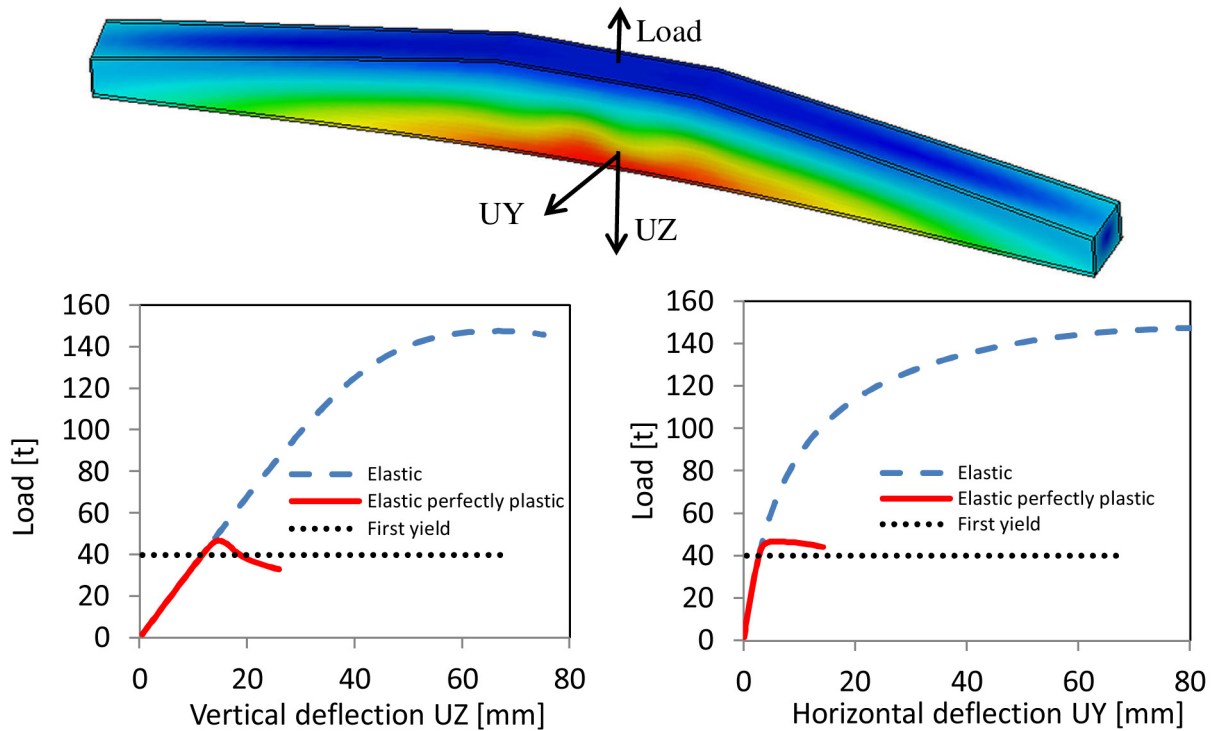 Load
UY
UZ
160
140
120
100
80
60
40
20
0
Load [t]
Elastic
Elastic perfectly plastic
First yield
0 20 40 60 80
Vertical deflection UZ [mm]
160
140
120
100
80
60
40
20
0
Load [t]
Elastic
Elastic perfectly plastic
First yield
0 20 40 60 80
Horizontal deflection UY [mm]